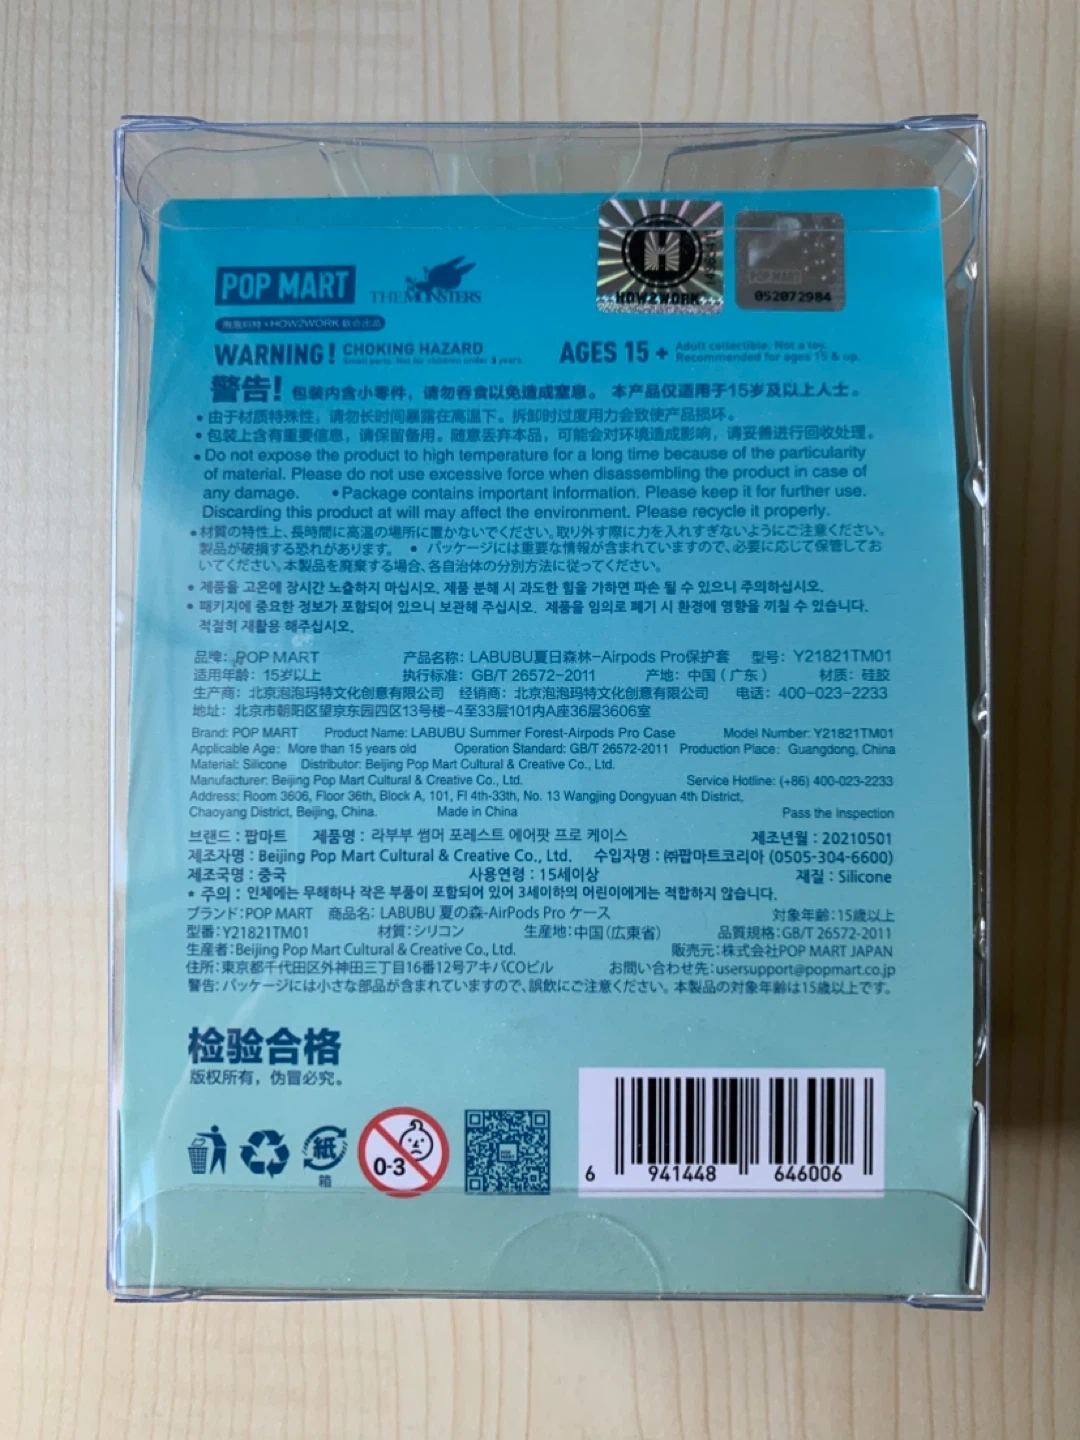 POP MART
THE MONSTERS
泡泡玛特·HOW2WORK 联合出品
HOW2WORK
POP MART
052072984
WARNING! CHOKING HAZARD
Small parts. Not for children under 3 years.
AGES 15 + Adult collectible. Not a toy.
Recommended for ages 15 & up.
警告! 包装内含小零件，请勿吞食以免造成窒息。 本产品仅适用于15岁及以上人士。
• 由于材质特殊性，请勿长时间暴露在高温下。拆卸时过度用力会致使产品损坏。
• 包装上含有重要信息，请保留备用。随意丢弃本品，可能会对环境造成影响，请妥善进行回收处理。
• Do not expose the product to high temperature for a long time because of the particularity
of material. Please do not use excessive force when disassembling the product in case of
any damage. • Package contains important information. Please keep it for further use.
Discarding this product at will may affect the environment. Please recycle it properly.
• 材質の特性上、長時間に高温の場所に置かないでください。取り外す際に力を入れすぎないようにご注意ください。
製品が破損する恐れがあります。 • パッケージには重要な情報が含まれていますので、必要に応じて保管してお
いてください。本製品を廃棄する場合、各自治体の分別方法に従ってください。
• 제품을 고온에 장시간 노출하지 마십시오. 제품 분해 시 과도한 힘을 가하면 파손 될 수 있으니 주의하십시오.
• 패키지에 중요한 정보가 포함되어 있으니 보관해 주십시오. 제품을 임의로 폐기 시 환경에 영향을 끼칠 수 있습니다.
적절히 재활용 해주십시오.
品牌：POP MART 产品名称：LABUBU夏日森林-Airpods Pro保护套 型号：Y21821TM01
适用年龄：15岁以上 执行标准：GB/T 26572-2011 产地：中国（广东） 材质：硅胶
生产商：北京泡泡玛特文化创意有限公司 经销商：北京泡泡玛特文化创意有限公司 电话：400-023-2233
地址：北京市朝阳区望京东园四区13号楼-4至33层101内A座36层3606室
Brand: POP MART Product Name: LABUBU Summer Forest-Airpods Pro Case Model Number: Y21821TM01
Applicable Age: More than 15 years old Operation Standard: GB/T 26572-2011 Production Place: Guangdong, China
Material: Silicone Distributor: Beijing Pop Mart Cultural & Creative Co., Ltd.
Manufacturer: Beijing Pop Mart Cultural & Creative Co., Ltd. Service Hotline: (+86) 400-023-2233
Address: Room 3606, Floor 36th, Block A, 101, Fl 4th-33th, No. 13 Wangjing Dongyuan 4th District,
Chaoyang District, Beijing, China. Made in China Pass the Inspection
브랜드 : 팝마트 제품명 : 라부부 썸머 포레스트 에어팟 프로 케이스 제조년월 : 20210501
제조자명 : Beijing Pop Mart Cultural & Creative Co., Ltd. 수입자명 : ㈜팝마트코리아 (0505-304-6600)
제조국명 : 중국 사용연령 : 15세이상 재질 : Silicone
* 주의 : 인체에는 무해하나 작은 부품이 포함되어 있어 3세이하의 어린이에게는 적합하지 않습니다.
ブランド：POP MART 商品名：LABUBU 夏の森-AirPods Pro ケース 対象年齢：15歳以上
型番：Y21821TM01 材質：シリコン 生産地：中国（広東省） 品質規格：GB/T 26572-2011
生産者：Beijing Pop Mart Cultural & Creative Co., Ltd. 販売元：株式会社POP MART JAPAN
住所：東京都千代田区外神田三丁目16番12号アキバCOビル お問い合わせ先：usersupport@popmart.co.jp
警告：パッケージには小さな部品が含まれていますので、誤飲にご注意ください。本製品の対象年齢は15歳以上です。
检验合格
版权所有，伪冒必究。
紙
箱
0-3
6 941448 646006